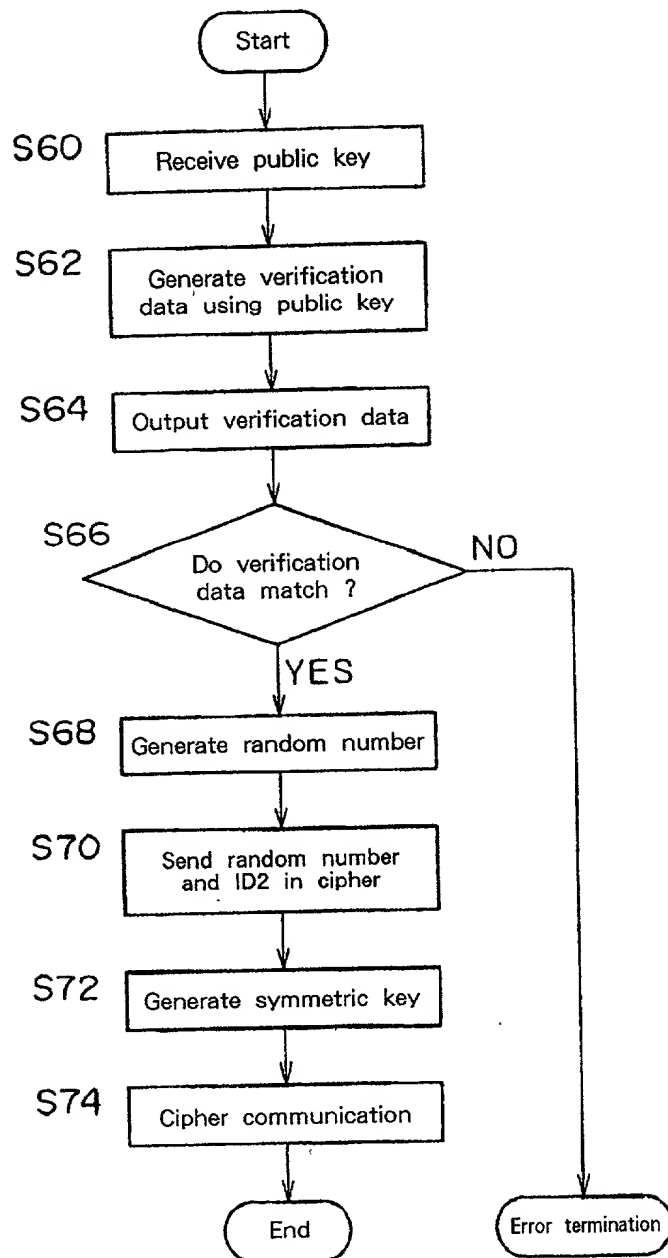 Start
S60
Receive public key
S62
Generate verification
data using public key
S64
Output verification data
S66
Do verification
data match ?
NO
YES
S68
Generate random number
S70
Send random number
and ID2 in cipher
S72
Generate symmetric key
S74
Cipher communication
End
Error termination